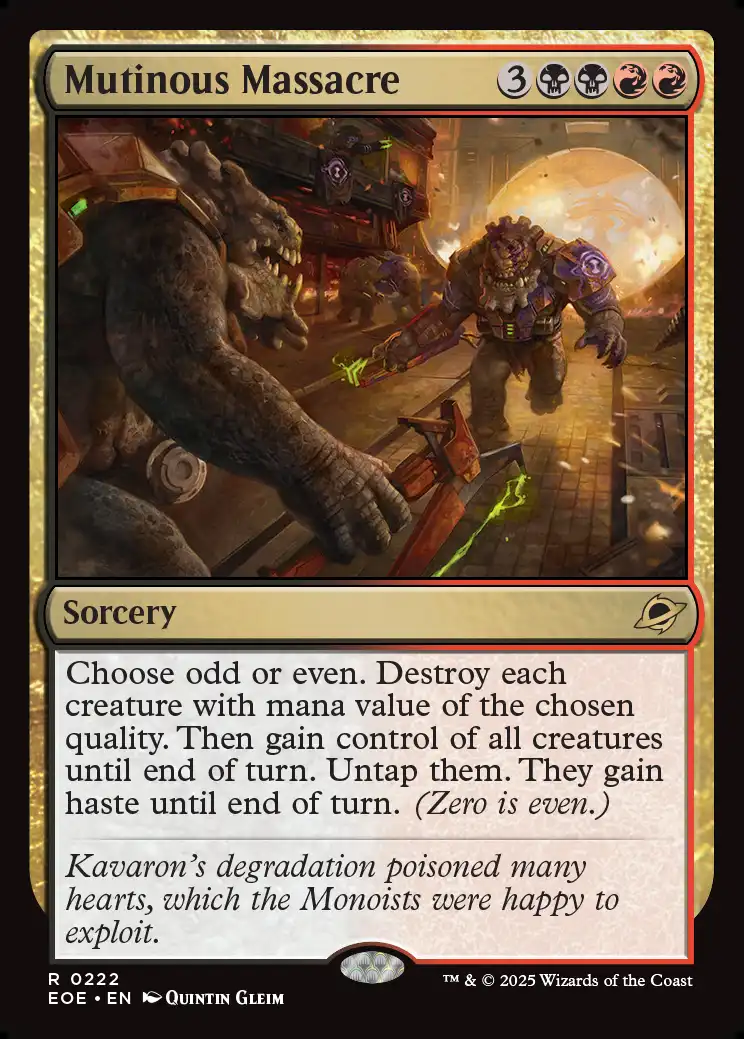 Mutinous Massacre 3
Sorcery
Choose odd or even. Destroy each
creature with mana value of the chosen
quality. Then gain control of all creatures
until end of turn. Untap them. They gain
haste until end of turn. (Zero is even.)
Kavaron's degradation poisoned many
hearts, which the Monoists were happy to
exploit.
R 0222
EOE • EN Quintin Gleim
™ & © 2025 Wizards of the Coast